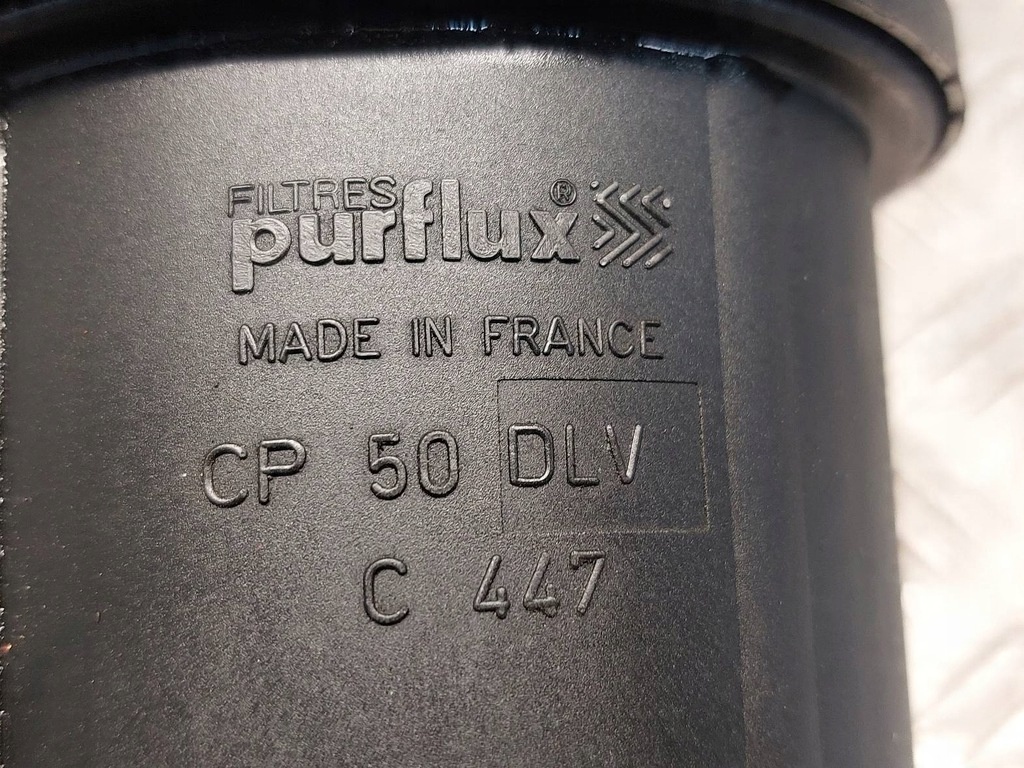 FILTRES
purflux®
MADE IN FRANCE
CP 50 DLV
C 447